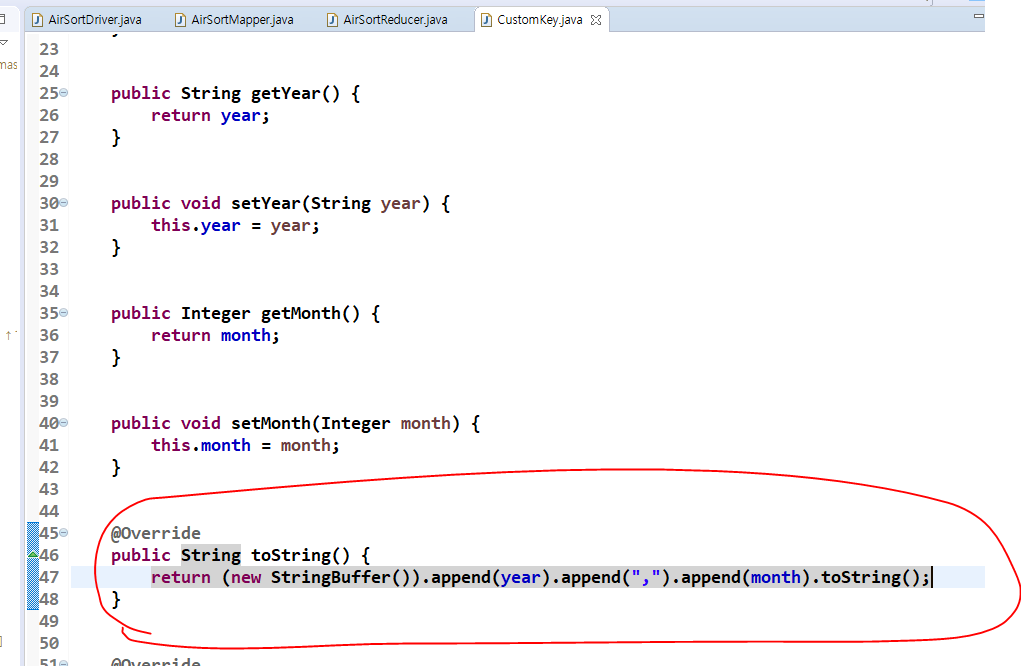 AirSortDriver.java AirSortMapper.java AirSortReducer.java CustomKey.java
23
24
25 public String getYear() {
26 return year;
27 }
28
29
30 public void setYear(String year) {
31 this.year = year;
32 }
33
34
35 public Integer getMonth() {
36 return month;
37 }
38
39
40 public void setMonth(Integer month) {
41 this.month = month;
42 }
43
44
45 @Override
46 public String toString() {
47 return (new StringBuffer()).append(year).append(",").append(month).toString();
48 }
49
50
51 @Override